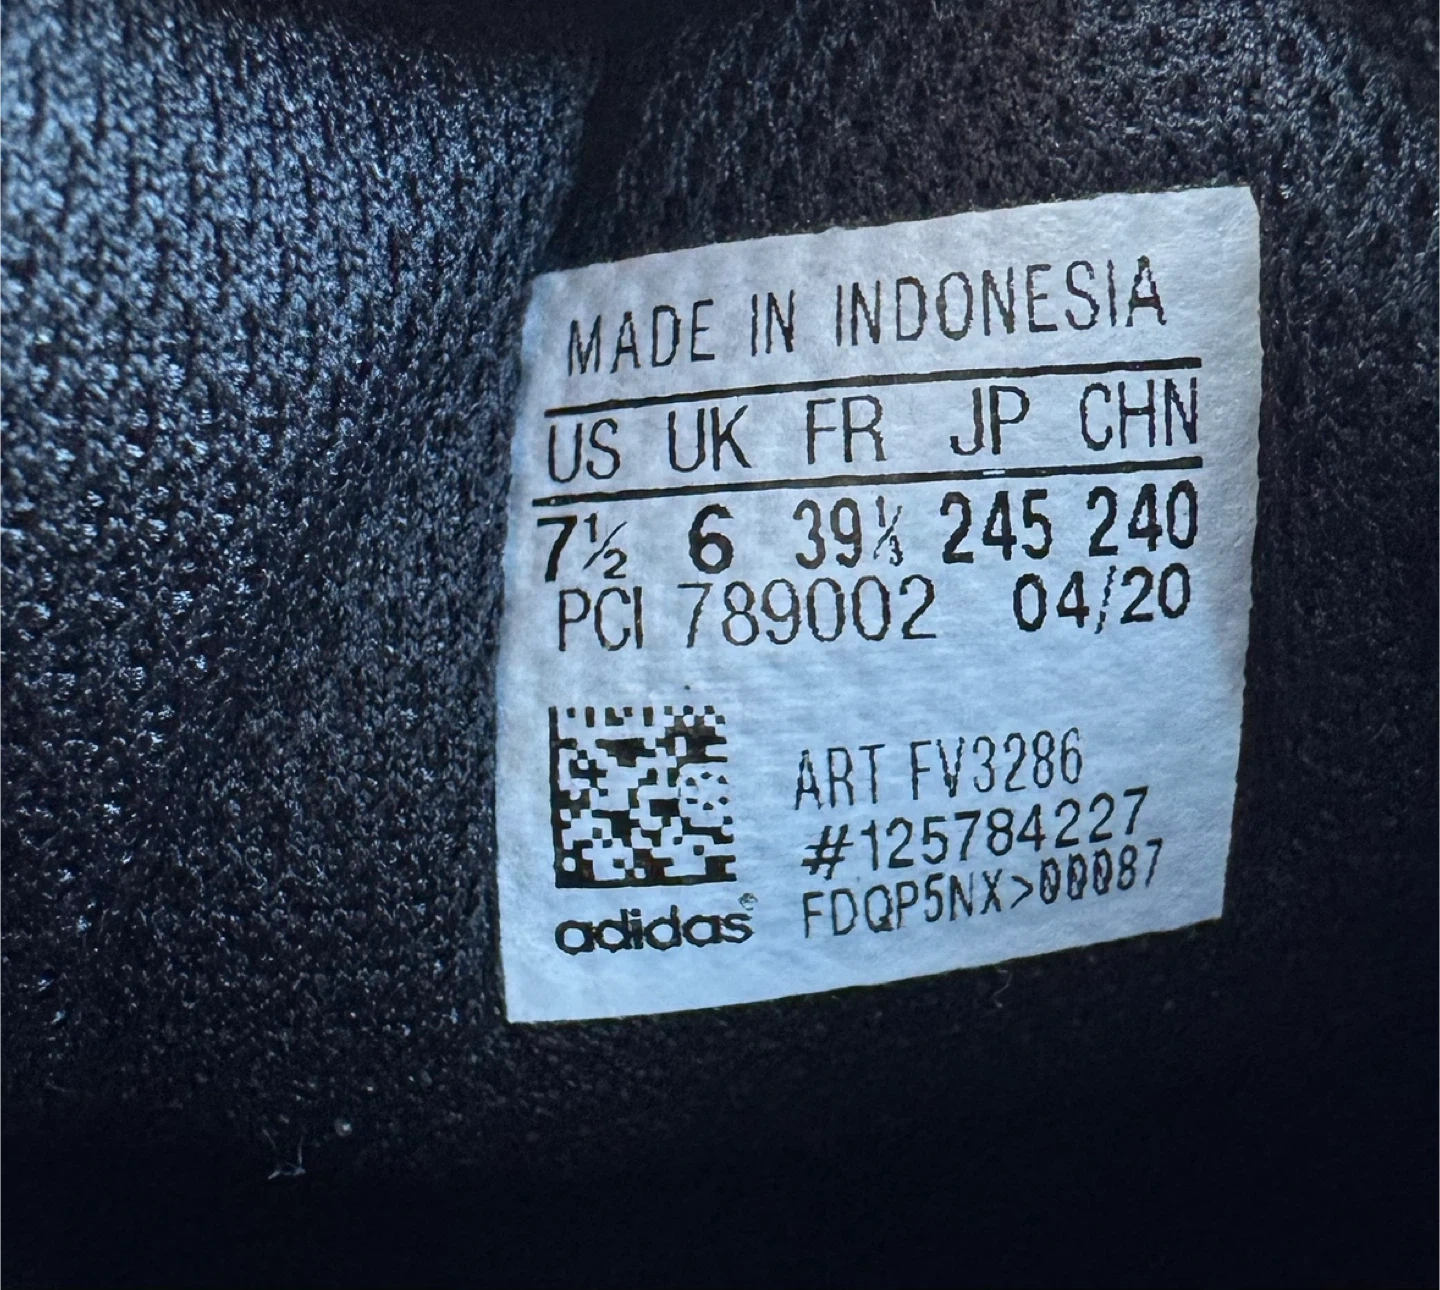 MADE IN INDONESIA
US UK FR JP CHN
7½ 6 39⅓ 245 240
PCI 789002 04/20
ART FV3286
#125784227
FDQP5NX>00087
adidas®